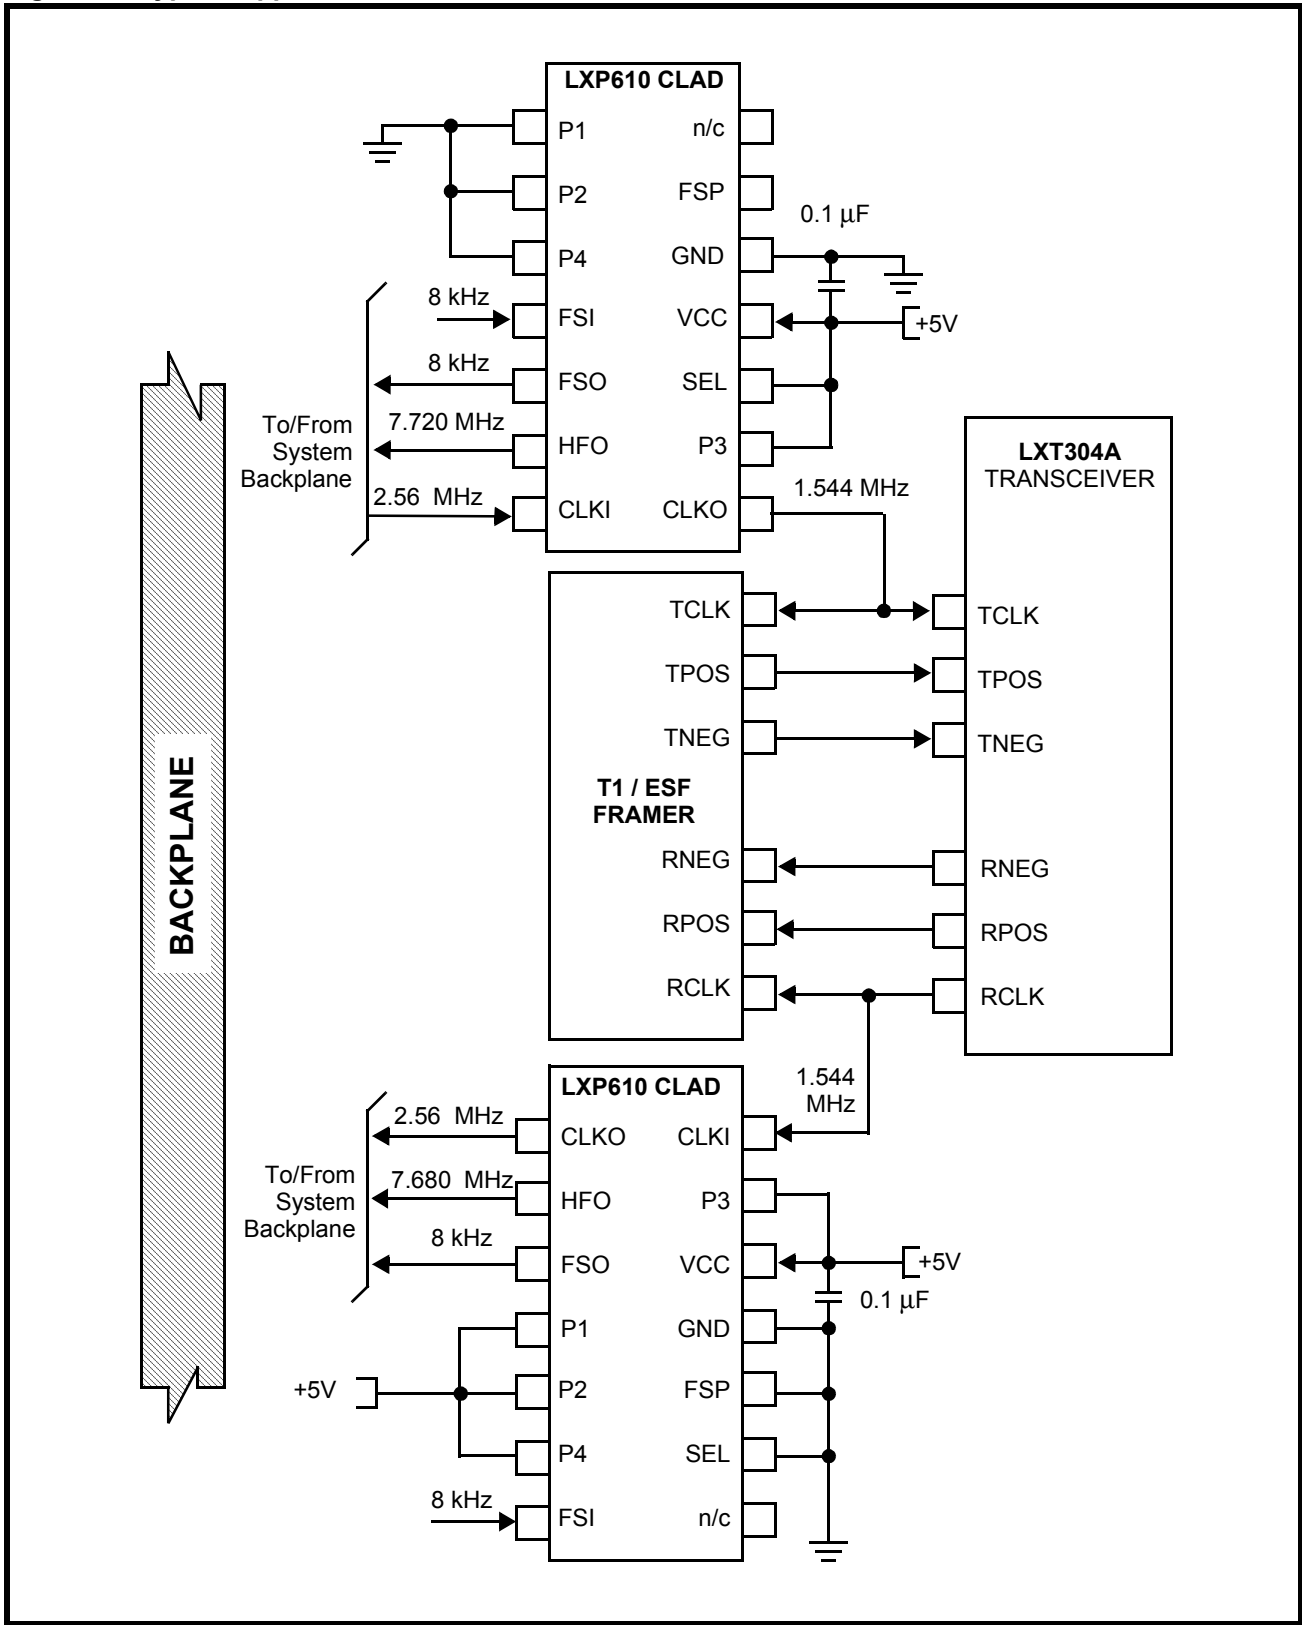 LXP610 CLAD
P1
n/c
P2
FSP
0.1 μF
P4
GND
8 kHz
FSI
VCC
+5V
8 kHz
FSO
SEL
To/From
System
Backplane
7.720 MHz
HFO
P3
2.56 MHz
CLKI
CLKO
1.544 MHz
LXT304A
TRANSCEIVER
TCLK
TCLK
TPOS
TPOS
TNEG
TNEG
T1 / ESF
FRAMER
BACKPLANE
RNEG
RNEG
RPOS
RPOS
RCLK
RCLK
1.544
MHz
LXP610 CLAD
2.56 MHz
CLKO
CLKI
To/From
System
Backplane
7.680 MHz
HFO
P3
8 kHz
FSO
VCC
+5V
0.1 μF
P1
GND
+5V
P2
FSP
P4
SEL
8 kHz
FSI
n/c